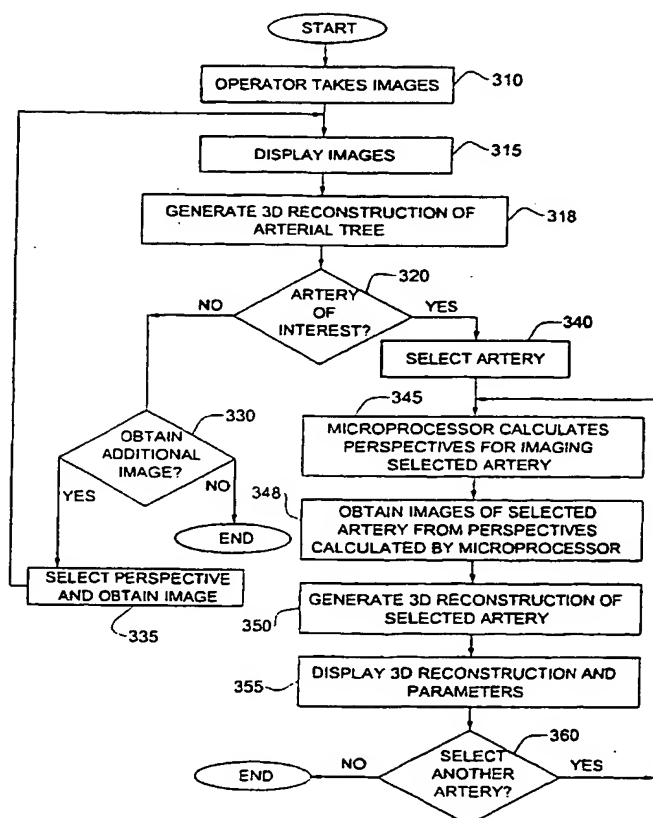 START
OPERATOR TAKES IMAGES
310
DISPLAY IMAGES
315
GENERATE 3D RECONSTRUCTION OF
ARTERIAL TREE
318
320
ARTERY
OF
INTEREST?
NO
YES
340
SELECT ARTERY
330
OBTAIN
ADDITIONAL
IMAGE?
YES
NO
END
SELECT PERSPECTIVE
AND OBTAIN IMAGE
335
345
MICROPROCESSOR CALCULATES
PERSPECTIVES FOR IMAGING
SELECTED ARTERY
348
OBTAIN IMAGES OF SELECTED
ARTERY FROM PERSPECTIVES
CALCULATED BY MICROPROCESSOR
GENERATE 3D RECONSTRUCTION OF
SELECTED ARTERY
350
DISPLAY 3D RECONSTRUCTION AND
PARAMETERS
355
360
SELECT
ANOTHER
ARTERY?
NO
YES
END